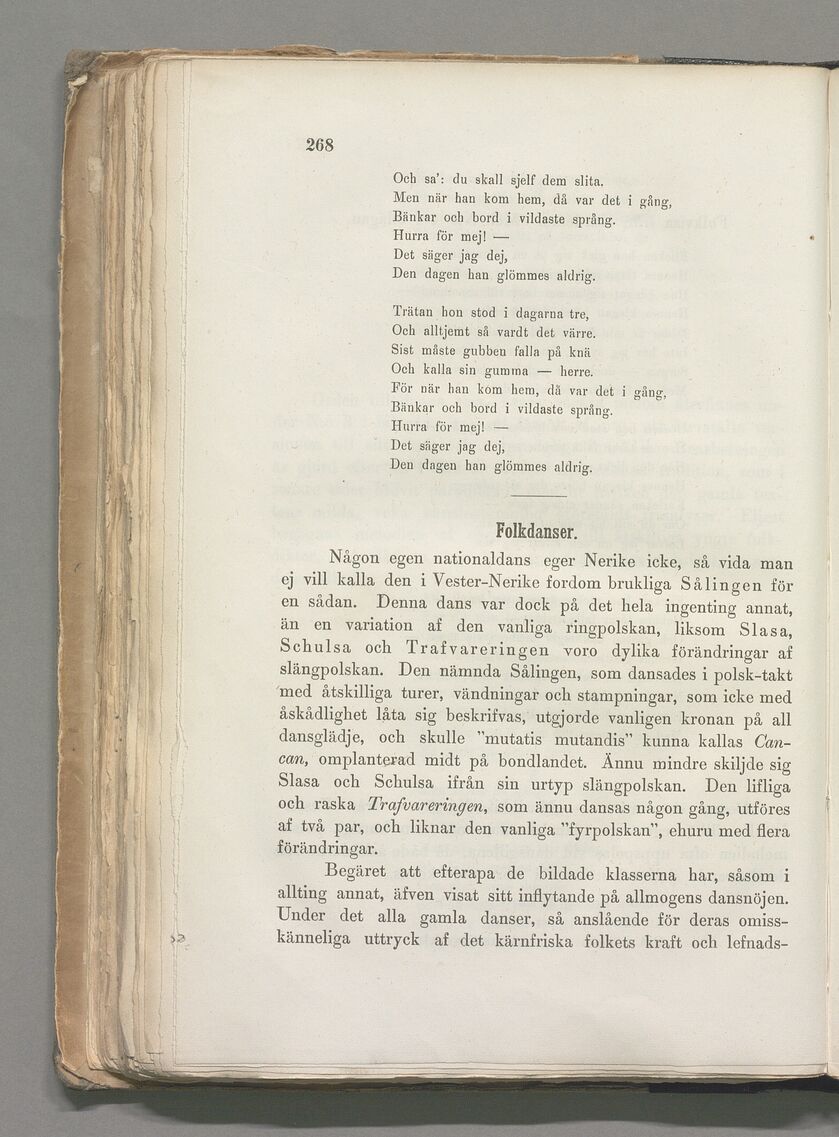 268
Och sa': du skall sjelf dem slita.
Men när han kom hem, då var det i gång,
Bänkar och bord i vildaste språng.
Hurra för mej! —
Det säger jag dej,
Den dagen han glömmes aldrig.
Trätan hon stod i dagarna tre,
Och alltjemt så vardt det värre.
Sist måste gubben falla på knä
Och kalla sin gumma — herre.
För när han kom hem, då var det i gång,
Bänkar och bord i vildaste språng.
Hurra för mej! —
Det säger jag dej,
Den dagen han glömmes aldrig.
Folkdanser.
Någon egen nationaldans eger Nerike icke, så vida man
ej vill kalla den i Vester-Nerike fordom brukliga Sålingen för
en sådan. Denna dans var dock på det hela ingenting annat,
än en variation af den vanliga ringpolskan, liksom Slasa,
Schulsa och Trafvareringen voro dylika förändringar af
slängpolskan. Den nämnda Sålingen, som dansades i polsk-takt
med åtskilliga turer, vändningar och stampningar, som icke med
åskådlighet låta sig beskrifvas, utgjorde vanligen kronan på all
dansglädje, och skulle "mutatis mutandis" kunna kallas Can-
can, omplanterad midt på bondlandet. Ännu mindre skiljde sig
Slasa och Schulsa ifrån sin urtyp slängpolskan. Den lifliga
och raska Trafvareringen, som ännu dansas någon gång, utföres
af två par, och liknar den vanliga "fyrpolskan", ehuru med flera
förändringar.
Begäret att efterapa de bildade klasserna har, såsom i
allting annat, äfven visat sitt inflytande på allmogens dansnöjen.
Under det alla gamla danser, så anslående för deras omiss-
känneliga uttryck af det kärnfriska folkets kraft och lefnads-